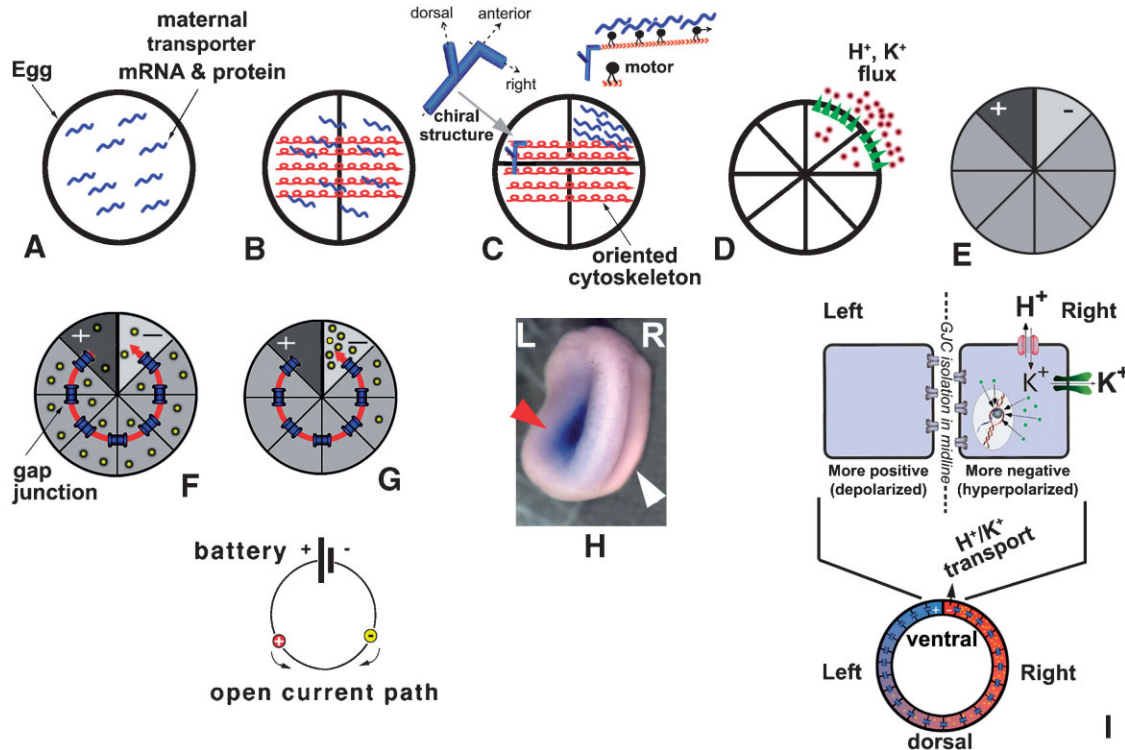 maternal
transporter
mRNA & protein
Egg
A
B
dorsal
anterior
right
chiral
structure
motor
C
oriented
cytoskeleton
H⁺, K⁺
flux
D
+ -
E
+ −
gap
junction
F
+ −
G
battery + -
+ -
open current path
L R
H
Left
GJC isolation in midline
H⁺ Right
K⁺
K⁺
More positive
(depolarized)
More negative
(hyperpolarized)
H⁺/K⁺
transport
+ -
ventral
Left Right
dorsal
I